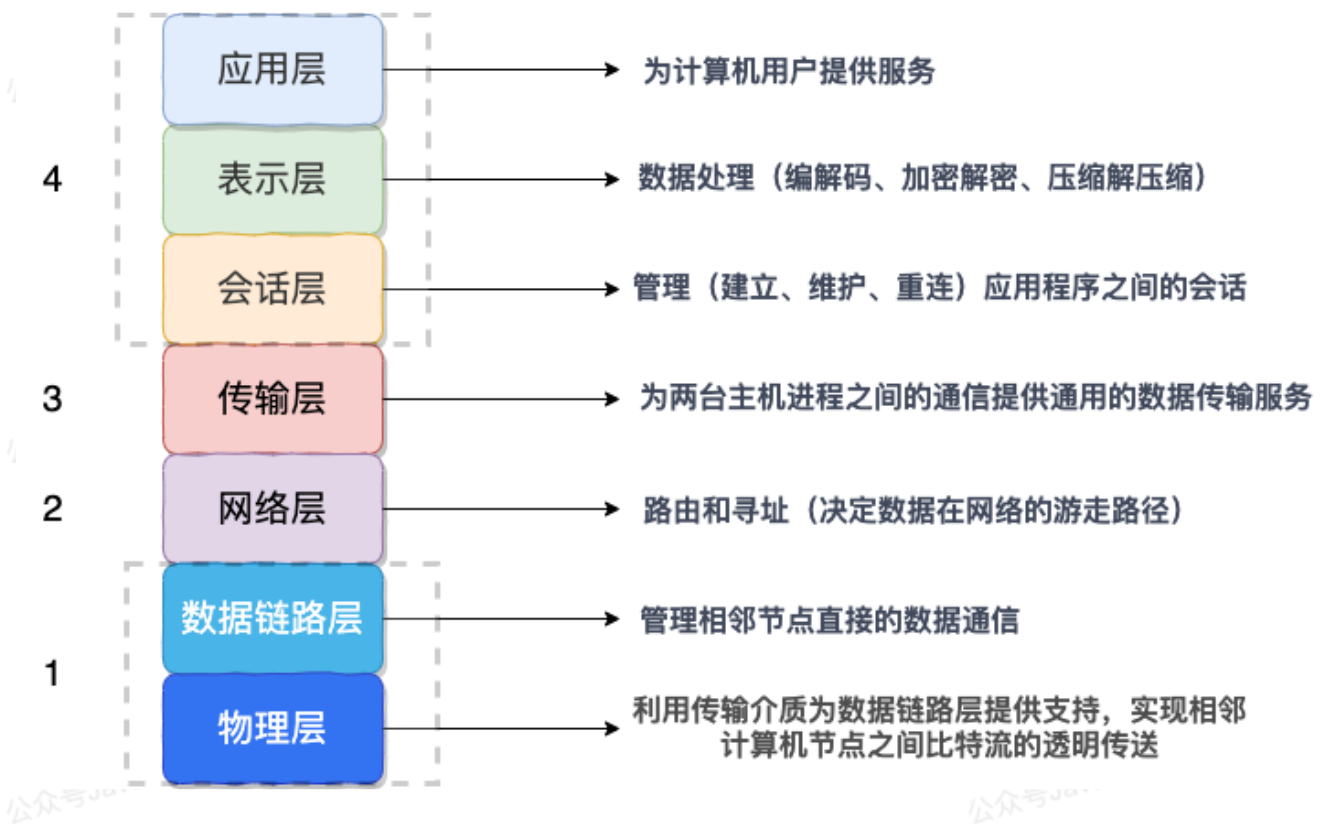 应用层
为计算机用户提供服务
4
表示层
数据处理（编解码、加密解密、压缩解压缩）
会话层
管理（建立、维护、重连）应用程序之间的会话
3
传输层
为两台主机进程之间的通信提供通用的数据传输服务
2
网络层
路由和寻址（决定数据在网络的游走路径）
数据链路层
管理相邻节点直接的数据通信
1
物理层
利用传输介质为数据链路层提供支持，实现相邻
计算机节点之间比特流的透明传送
公众号
公众号